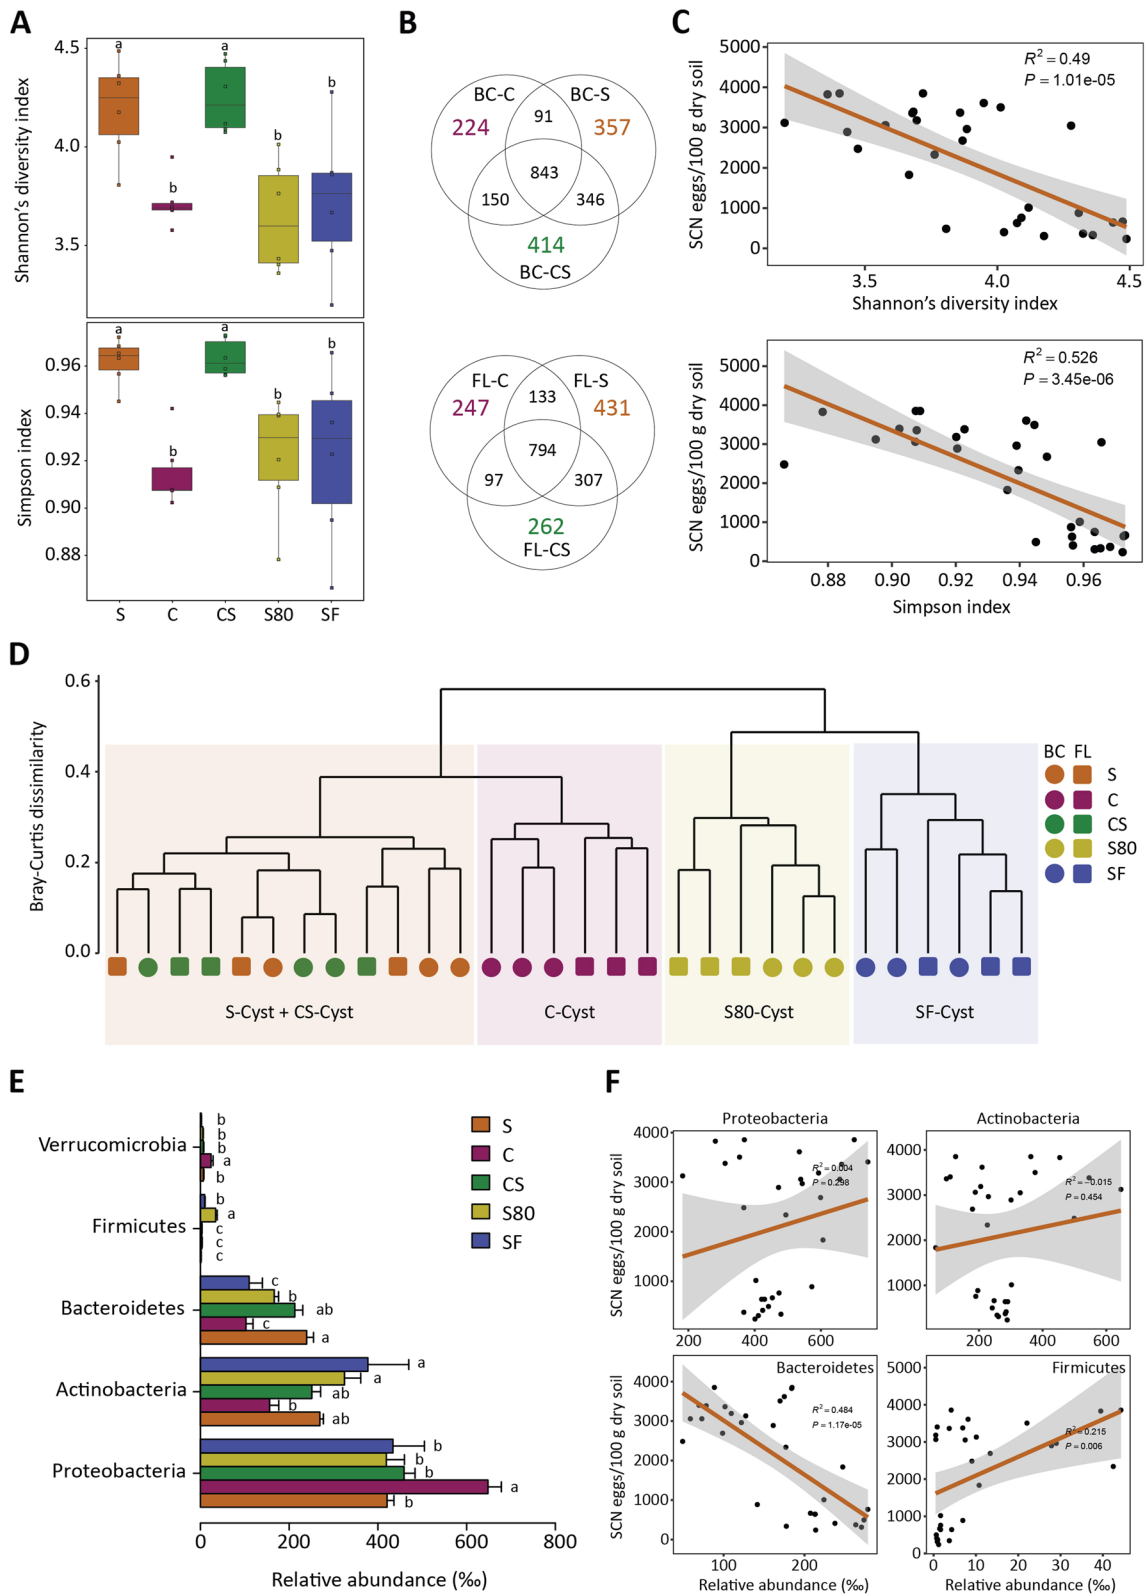 A
4.5
4.0
3.5
Shannon's diversity index
a
b
a
b
b
0.96
0.94
0.92
0.90
0.88
Simpson index
a
b
a
b
b
S C CS S80 SF
B
BC-C BC-S
224 91 357
843
150 346
414
BC-CS
FL-C FL-S
247 133 431
794
97 307
262
FL-CS
C
5000
4000
3000
2000
1000
0
SCN eggs/100 g dry soil
R² = 0.49
P = 1.01e-05
3.5 4.0 4.5
Shannon's diversity index
5000
4000
3000
2000
1000
0
SCN eggs/100 g dry soil
R² = 0.526
P = 3.45e-06
0.88 0.90 0.92 0.94 0.96
Simpson index
D
0.6
0.4
0.2
0.0
Bray-Curtis dissimilarity
S-Cyst + CS-Cyst C-Cyst S80-Cyst SF-Cyst
BC FL
S
C
CS
S80
SF
E
Verrucomicrobia
b
b
b
a
b
Firmicutes
b
a
c
c
c
Bacteroidetes
c
b
ab
c
a
Actinobacteria
a
a
ab
b
ab
Proteobacteria
b
b
b
a
b
S
C
CS
S80
SF
0 200 400 600 800
Relative abundance (‰)
F
Proteobacteria
4000
3000
2000
1000
SCN eggs/100 g dry soil
R² = 0.004
P = 0.298
200 400 600
Actinobacteria
4000
3000
2000
1000
R² = −0.015
P = 0.454
200 400 600
Bacteroidetes
4000
3000
2000
1000
0
SCN eggs/100 g dry soil
R² = 0.484
P = 1.17e-05
100 200
Relative abundance (‰)
Firmicutes
5000
4000
3000
2000
1000
0
R² = 0.215
P = 0.006
0 10 20 30 40
Relative abundance (‰)